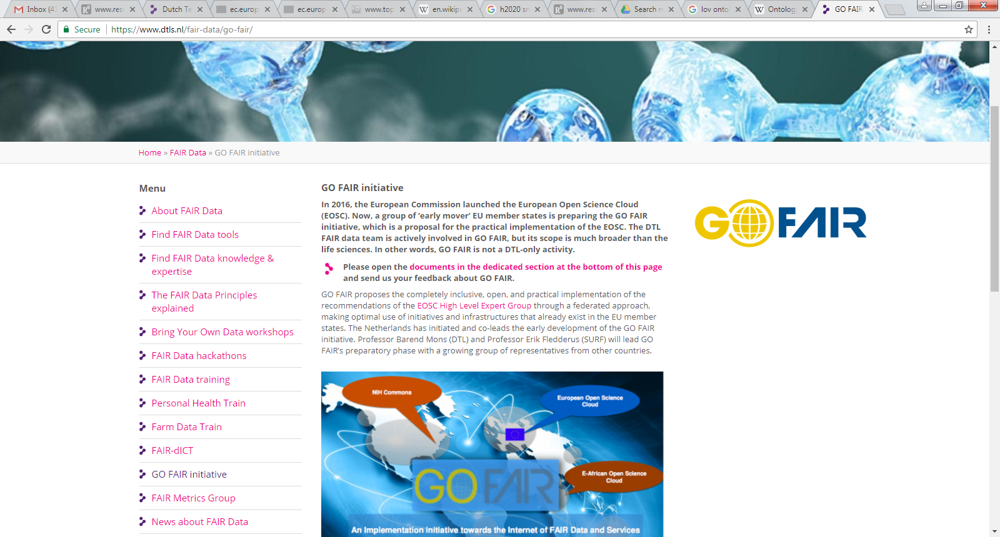 Inbox (4
www.res
Dutch Te
ec.europ
ec.europ
www.top
en.wikipe
h2020 s
www.res
Search r
lov onto
Ontolog
GO FAIR
Secure
https://www.dtls.nl/fair-data/go-fair/
Home » FAIR Data » GO FAIR initiative
Menu
About FAIR Data
Find FAIR Data tools
Find FAIR Data knowledge &
expertise
The FAIR Data Principles
explained
Bring Your Own Data workshops
FAIR Data hackathons
FAIR Data training
Personal Health Train
Farm Data Train
FAIR-dICT
GO FAIR initiative
FAIR Metrics Group
News about FAIR Data
GO FAIR initiative
In 2016, the European Commission launched the European Open Science Cloud
(EOSC). Now, a group of ‘early mover’ EU member states is preparing the GO FAIR
initiative, which is a proposal for the practical implementation of the EOSC. The DTL
FAIR data team is actively involved in GO FAIR, but its scope is much broader than the
life sciences. In other words, GO FAIR is not a DTL-only activity.
Please open the documents in the dedicated section at the bottom of this page
and send us your feedback about GO FAIR.
GO FAIR proposes the completely inclusive, open, and practical implementation of the
recommendations of the EOSC High Level Expert Group through a federated approach,
making optimal use of initiatives and infrastructures that already exist in the EU member
states. The Netherlands has initiated and co-leads the early development of the GO FAIR
initiative. Professor Barend Mons (DTL) and Professor Erik Fledderus (SURF) will lead GO
FAIR’s preparatory phase with a growing group of representatives from other countries.
NIH Commons
European Open Science
Cloud
E-African Open Science
Cloud
GO FAIR
An Implementation initiative towards the Internet of FAIR Data and Services
GO FAIR